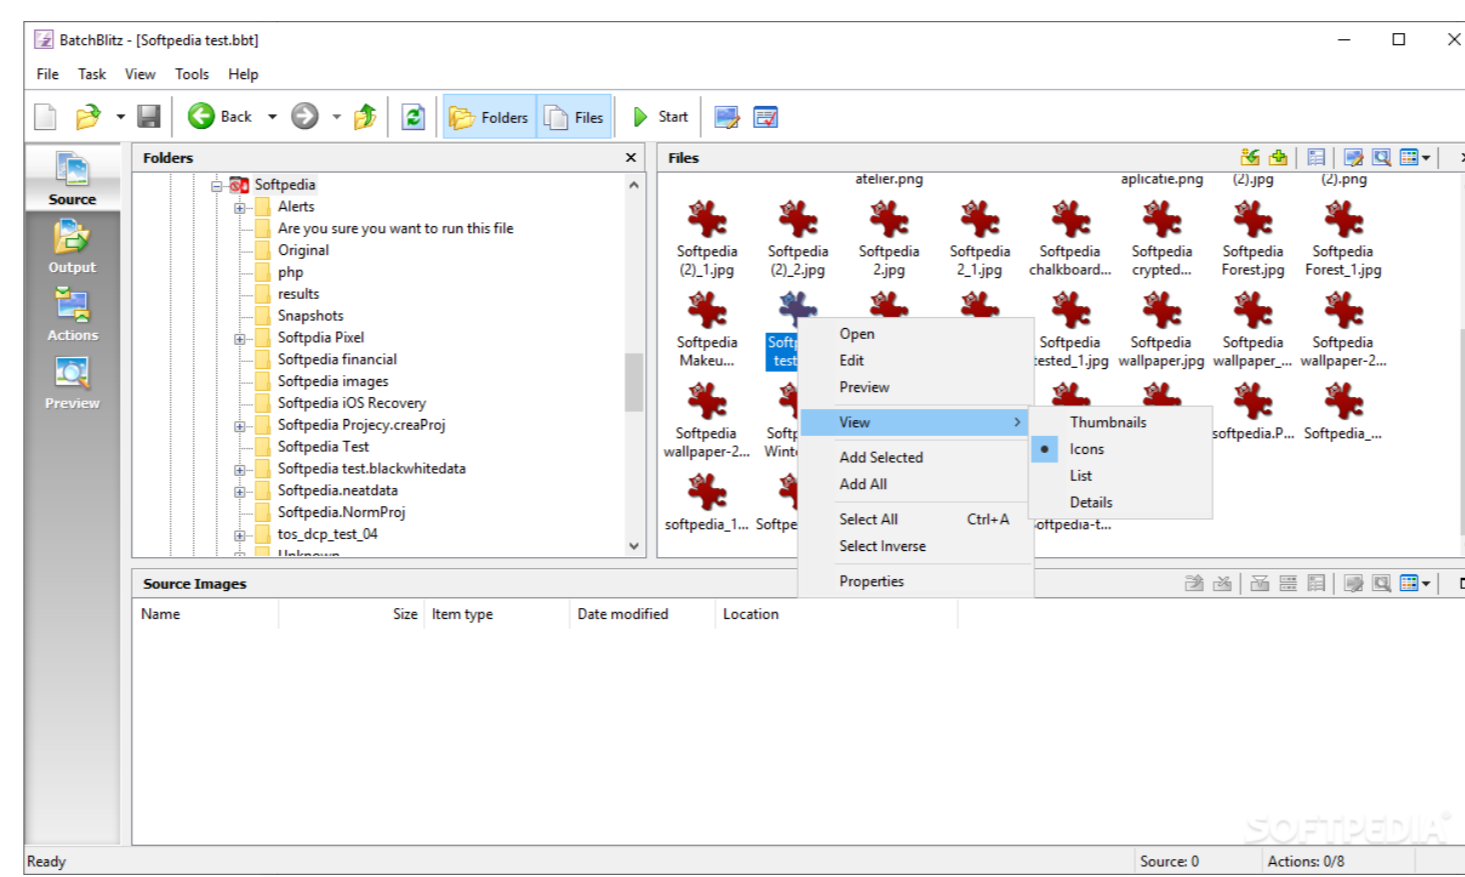 BatchBlitz - [Softpedia test.bbt]
File Task View Tools Help
Back Folders Files Start
Source
Output
Actions
Preview
Folders
Softpedia
Alerts
Are you sure you want to run this file
Original
php
results
Snapshots
Softpdia Pixel
Softpedia financial
Softpedia images
Softpedia iOS Recovery
Softpedia Projecy.creaProj
Softpedia Test
Softpedia test.blackwhitedata
Softpedia.neatdata
Softpedia.NormProj
tos_dcp_test_04
Unknown
Files
atelier.png aplicatie.png (2).jpg (2).png
Softpedia Softpedia Softpedia Softpedia Softpedia Softpedia Softpedia Softpedia
(2)_1.jpg (2)_2.jpg 2.jpg 2_1.jpg chalkboard... crypted... Forest.jpg Forest_1.jpg
Softpedia Softpedia Softpedia Softpedia Softpedia
Makeu... test tested_1.jpg wallpaper.jpg wallpaper_... wallpaper-2...
Softpedia softpedia.P... Softpedia_...
wallpaper-2...
softpedia_1...
Open
Edit
Preview
View
Add Selected
Add All
Select All Ctrl+A
Select Inverse
Properties
Thumbnails
Icons
List
Details
Source Images
Name Size Item type Date modified Location
SOFTPEDIA
Ready Source: 0 Actions: 0/8